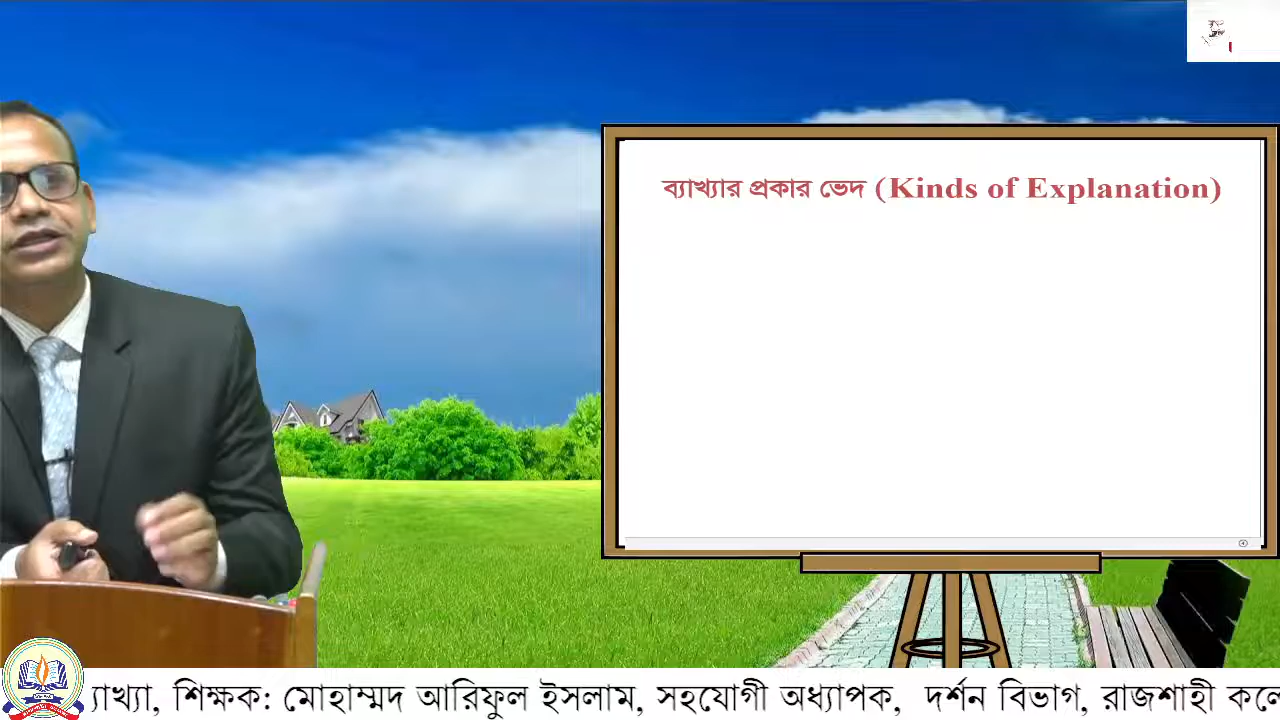 ব্যাখ্যার প্রকার ভেদ (Kinds of Explanation)
্যাখ্যা, শিক্ষক: মোহাম্মদ আরিফুল ইসলাম, সহযোগী অধ্যাপক, দর্শন বিভাগ, রাজশাহী কলে